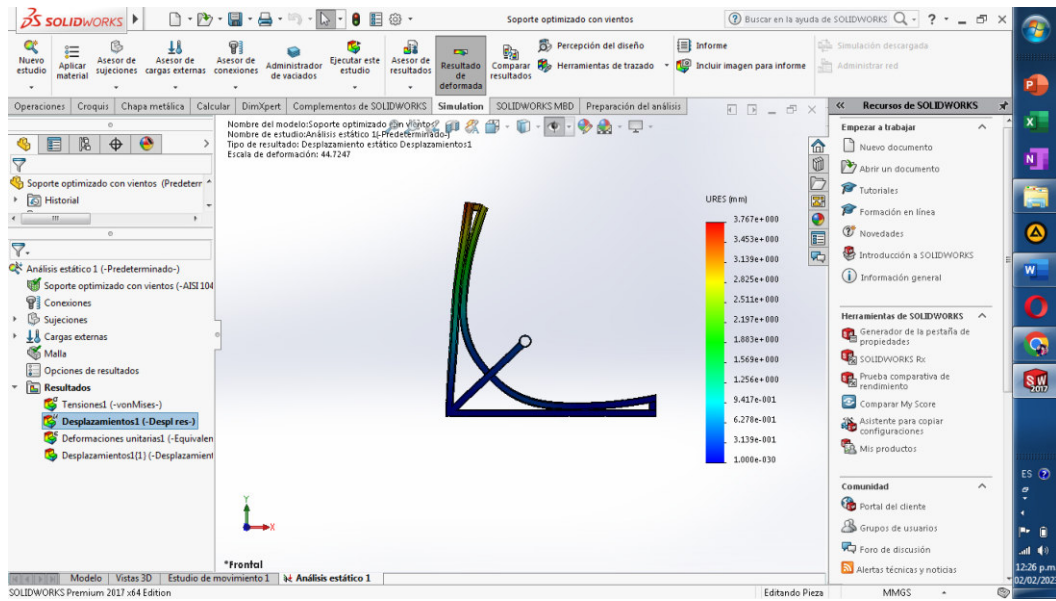 SOLIDWORKS
Soporte optimizado con vientos
Buscar en la ayuda de SOLIDWORKS
Nuevo estudio
Aplicar material
Asesor de sujeciones
Asesor de cargas externas
Asesor de conexiones
Administrador de vaciados
Ejecutar este estudio
Asesor de resultados
Resultado de deformada
Comparar resultados
Percepción del diseño
Herramientas de trazado
Informe
Incluir imagen para informe
Simulación descargada
Administrar red
Operaciones Croquis Chapa metálica Calcular DimXpert Complementos de SOLIDWORKS Simulation SOLIDWORKS MBD Preparación del análisis
Soporte optimizado con vientos (Predeterr
Historial
Análisis estático 1 (-Predeterminado-)
Soporte optimizado con vientos (-AISI 104
Conexiones
Sujeciones
Cargas externas
Malla
Opciones de resultados
Resultados
Tensiones1 (-vonMises-)
Desplazamientos1 (-Despl res-)
Deformaciones unitarias1 (-Equivalen
Desplazamientos1(1) (-Desplazamient
Nombre del modelo:Soporte optimizado con vientos
Nombre de estudio:Análisis estático 1(-Predeterminado-)
Tipo de resultado: Desplazamiento estático Desplazamientos1
Escala de deformación: 44.7247
URES (mm)
3.767e+000
3.453e+000
3.139e+000
2.825e+000
2.511e+000
2.197e+000
1.883e+000
1.569e+000
1.256e+000
9.417e-001
6.278e-001
3.139e-001
1.000e-030
Y
X
*Frontal
Recursos de SOLIDWORKS
Empezar a trabajar
Nuevo documento
Abrir un documento
Tutoriales
Formación en línea
Novedades
Introducción a SOLIDWORKS
Información general
Herramientas de SOLIDWORKS
Generador de la pestaña de propiedades
SOLIDWORKS Rx
Prueba comparativa de rendimiento
Comparar My Score
Asistente para copiar configuraciones
Mis productos
Comunidad
Portal del cliente
Grupos de usuarios
Foro de discusión
Alertas técnicas y noticias
Modelo Vistas 3D Estudio de movimiento 1 Análisis estático 1
SOLIDWORKS Premium 2017 x64 Edition
Editando Pieza
MMGS
ES
12:26 p.m.
02/02/202